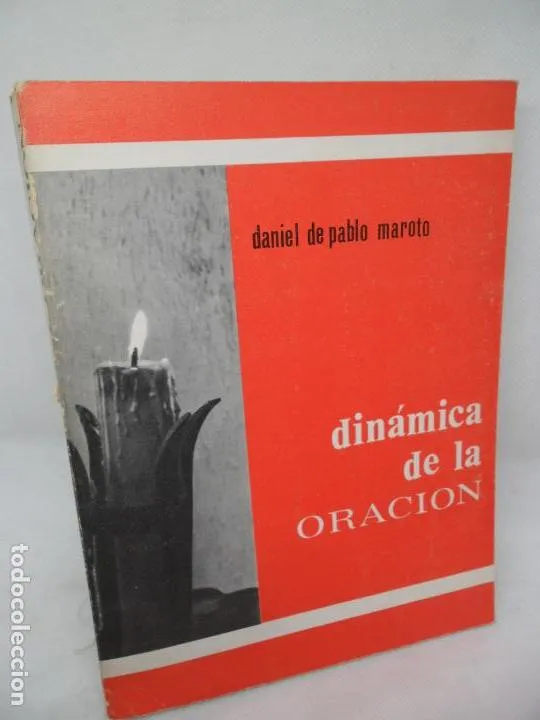 daniel de pablo maroto
dinámica
de la
ORACION
todocoleccion